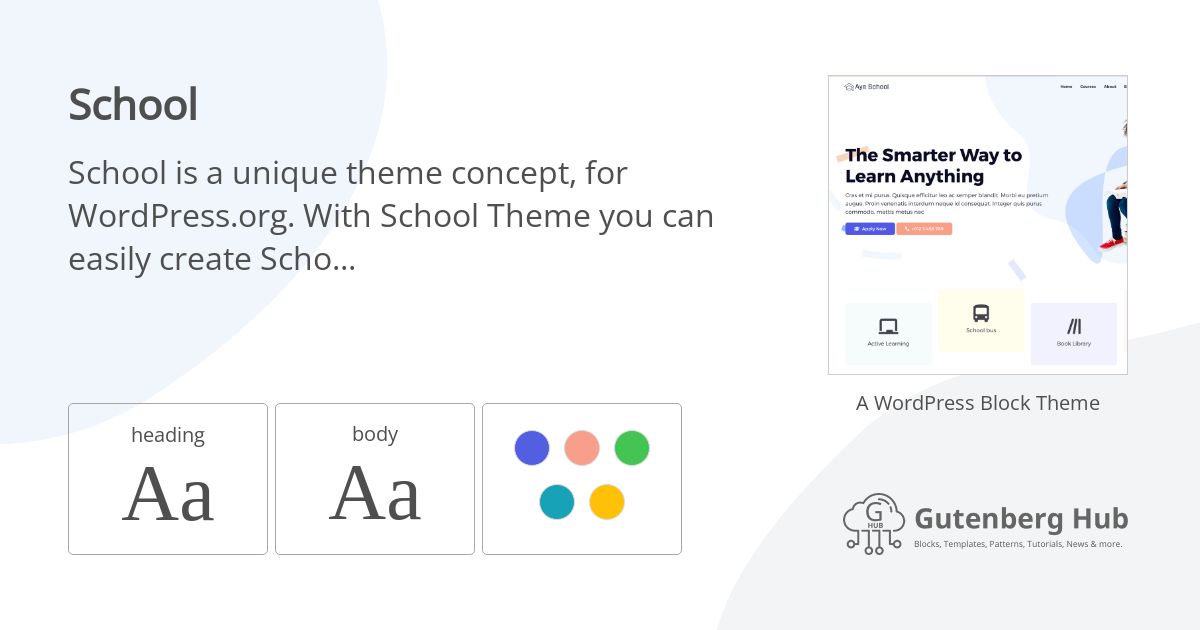 School
School is a unique theme concept, for
WordPress.org. With School Theme you can
easily create Scho...
heading
Aa
body
Aa
Aye School
Home Courses About
The Smarter Way to
Learn Anything
Cras et mi purus. Quisque efficitur leo ac semper blandit. Morbi eu pretium
augue. Proin venenatis interdum neque id consequat. Integer quis purus
commodo, mattis metus nec
Apply Now
Active Learning
School bus
Book Library
A WordPress Block Theme
G
HUB
Gutenberg Hub
Blocks, Templates, Patterns, Tutorials, News & more.